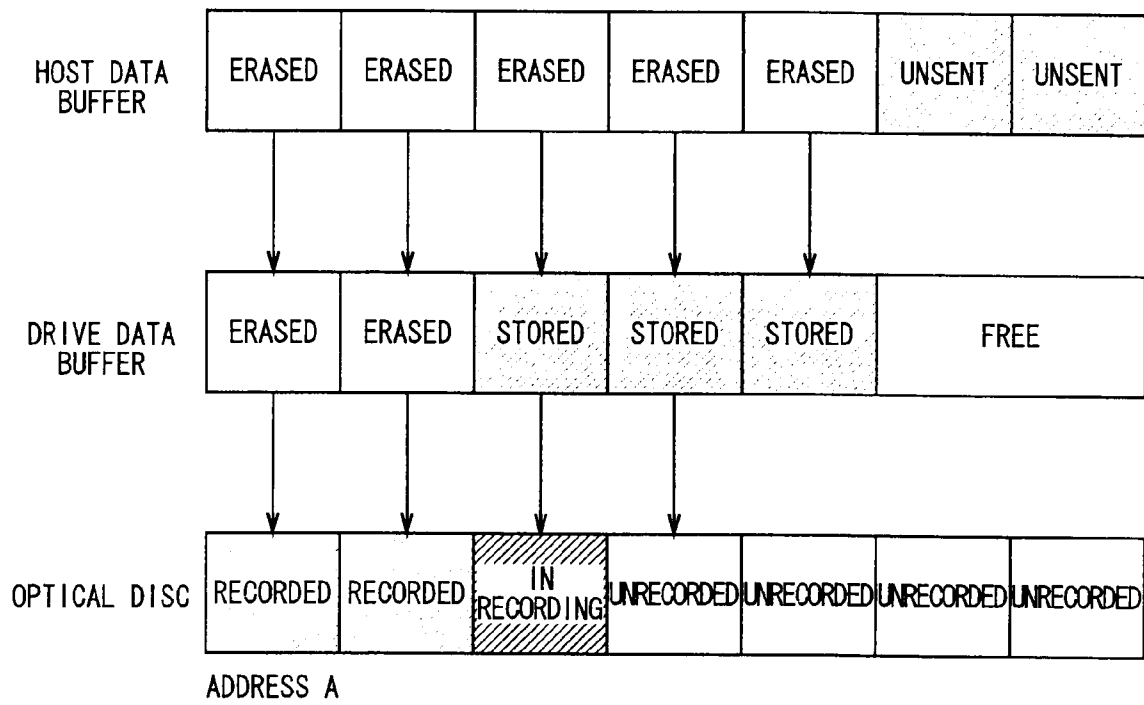 HOST DATA
BUFFER
ERASED ERASED ERASED ERASED ERASED UNSENT UNSENT
DRIVE DATA
BUFFER
ERASED ERASED STORED STORED STORED FREE
OPTICAL DISC
RECORDED RECORDED IN
RECORDING UNRECORDED UNRECORDED UNRECORDED UNRECORDED
ADDRESS A